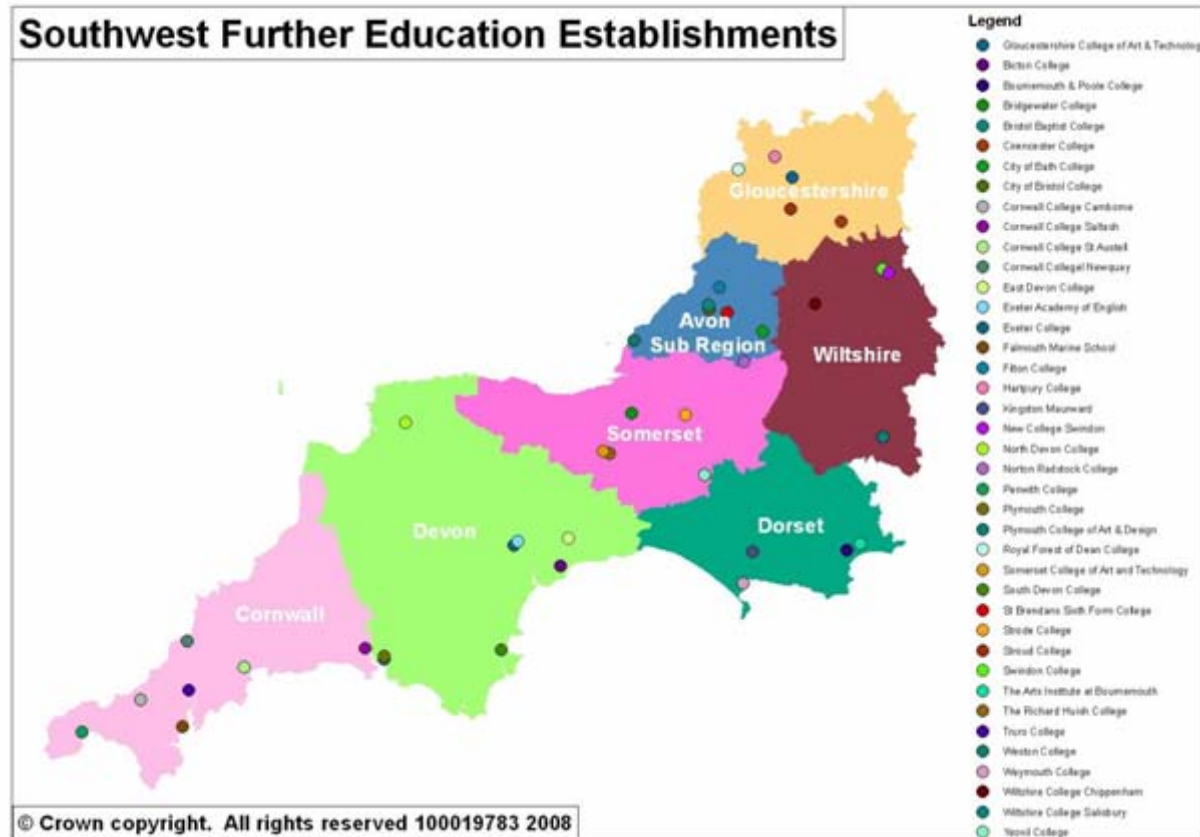 Southwest Further Education Establishments
Legend
Gloucestershire College of Art & Technolog
Bicton College
Bournemouth & Poole College
Bridgewater College
Bristol Baptist College
Cirencester College
City of Bath College
City of Bristol College
Cornwall College Camborne
Cornwall College Saltash
Cornwall College St Austell
Cornwall Collegel Newquay
East Devon College
Exeter Academy of English
Exeter College
Falmouth Marine School
Filton College
Hartpury College
Kingston Maurward
New College Swindon
North Devon College
Norton Radstock College
Penwith College
Plymouth College
Plymouth College of Art & Design
Royal Forest of Dean College
Somerset College of Art and Technology
South Devon College
St Brendans Sixth Form College
Strode College
Stroud College
Swindon College
The Arts Institute at Bournemouth
The Richard Huish College
Truro College
Weston College
Weymouth College
Wiltshire College Chippenham
Wiltshire College Salisbury
Yeovil College
Gloucestershire
Avon
Sub Region
Wiltshire
Somerset
Devon
Dorset
Cornwall
© Crown copyright. All rights reserved 100019783 2008